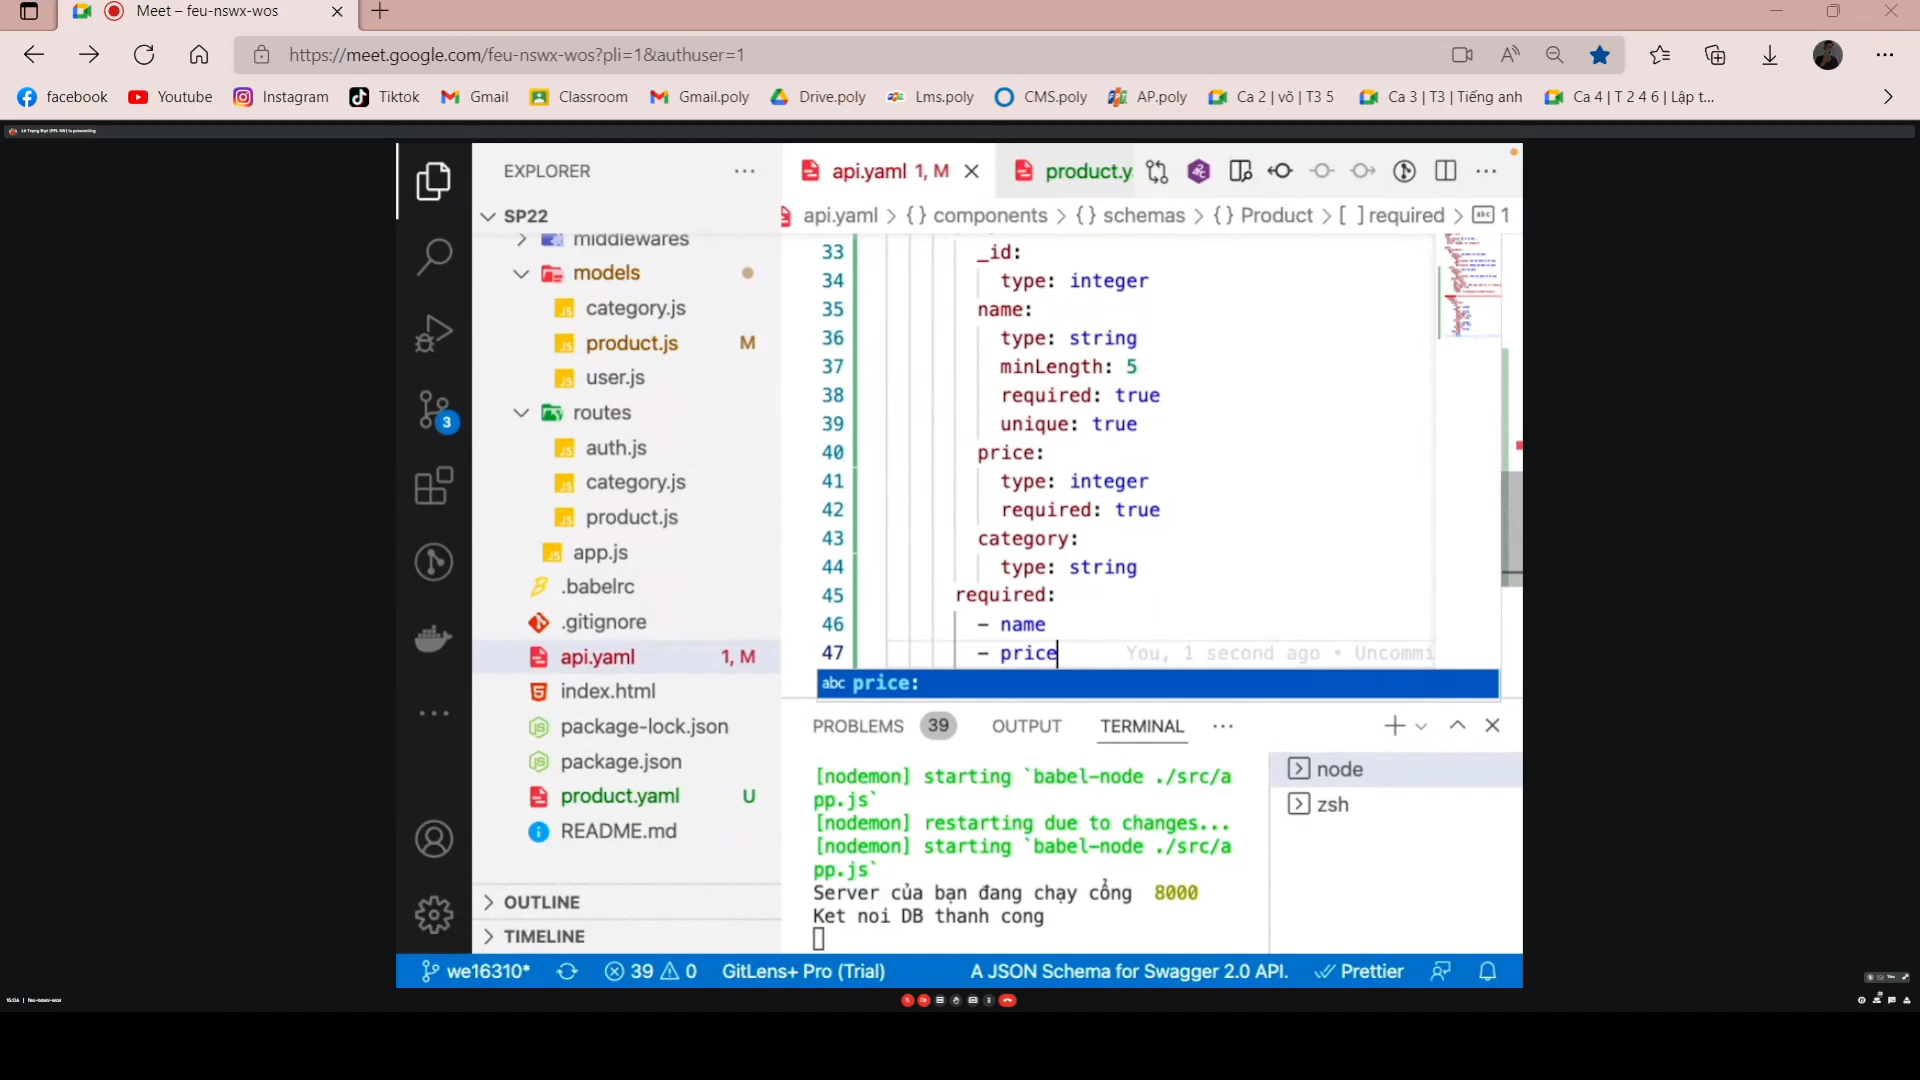 Meet – feu-nswx-wos
https://meet.google.com/feu-nswx-wos?pli=1&authuser=1
facebook Youtube Instagram Tiktok Gmail Classroom Gmail.poly Drive.poly Lms.poly CMS.poly AP.poly Ca 2 | võ | T3 5 Ca 3 | T3 | Tiếng anh Ca 4 | T 2 4 6 | Lập t...
EXPLORER
SP22
middlewares
models
category.js
product.js M
user.js
routes
auth.js
category.js
product.js
app.js
.babelrc
.gitignore
api.yaml 1, M
index.html
package-lock.json
package.json
product.yaml U
README.md
OUTLINE
TIMELINE
3
api.yaml 1, M product.y
api.yaml > {} components > {} schemas > {} Product > [ ] required > abc 1
33 _id:
34 type: integer
35 name:
36 type: string
37 minLength: 5
38 required: true
39 unique: true
40 price:
41 type: integer
42 required: true
43 category:
44 type: string
45 required:
46 - name
47 - price You, 1 second ago • Uncommi
abc price:
PROBLEMS 39 OUTPUT TERMINAL
[nodemon] starting `babel-node ./src/a
pp.js`
[nodemon] restarting due to changes...
[nodemon] starting `babel-node ./src/a
pp.js`
Server của bạn đang chạy cổng 8000
Ket noi DB thanh cong
node
zsh
we16310* 39 0 GitLens+ Pro (Trial) A JSON Schema for Swagger 2.0 API. Prettier
15:04 | feu-nswx-wos